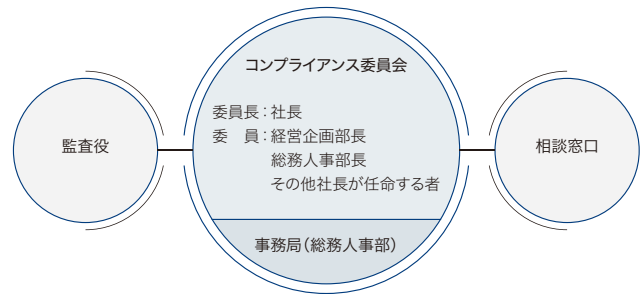 コンプライアンス委員会
委員長：社長
委　員：経営企画部長
総務人事部長
その他社長が任命する者
事務局（総務人事部）
監査役
相談窓口